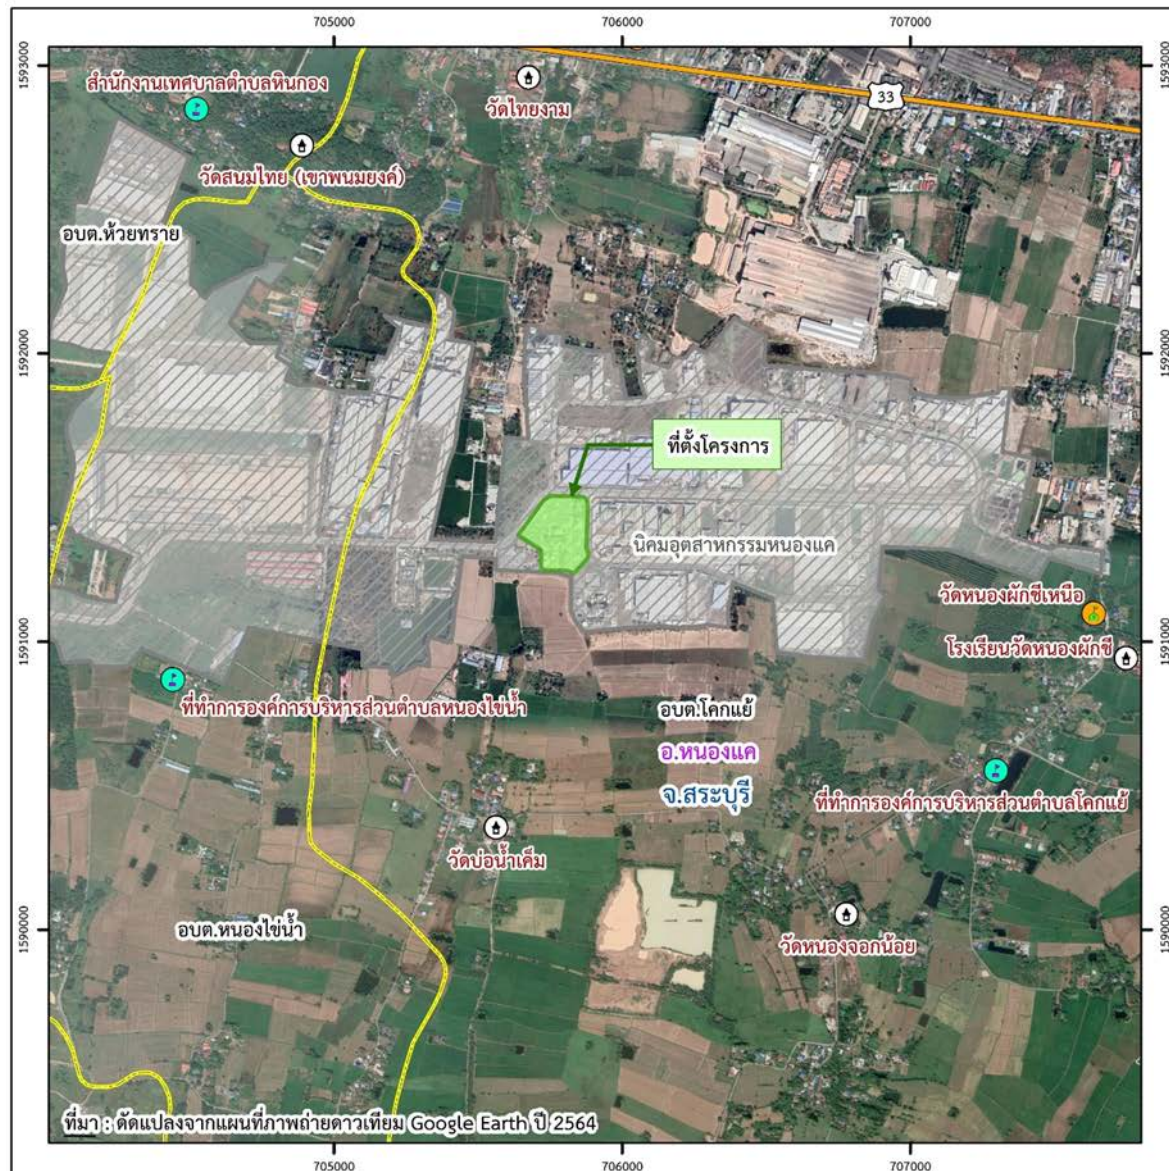 705000
706000
707000
1593000
1593000
สำนักงานเทศบาลตำบลหินกอง
วัดไทยงาม
33
วัดสนมไทย (เขาพนมยงค์)
อบต.ห้วยทราย
1592000
1592000
ที่ตั้งโครงการ
นิคมอุตสาหกรรมหนองแค
วัดหนองผักชีเหนือ
1591000
โรงเรียนวัดหนองผักชี
1591000
ที่ทำการองค์การบริหารส่วนตำบลหนองไข่น้ำ
อบต.โคกแย้
อ.หนองแค
จ.สระบุรี
ที่ทำการองค์การบริหารส่วนตำบลโคกแย้
วัดบ่อน้ำเค็ม
1590000
อบต.หนองไข่น้ำ
วัดหนองจอกน้อย
1590000
ที่มา : ดัดแปลงจากแผนที่ภาพถ่ายดาวเทียม Google Earth ปี 2564
705000
706000
707000